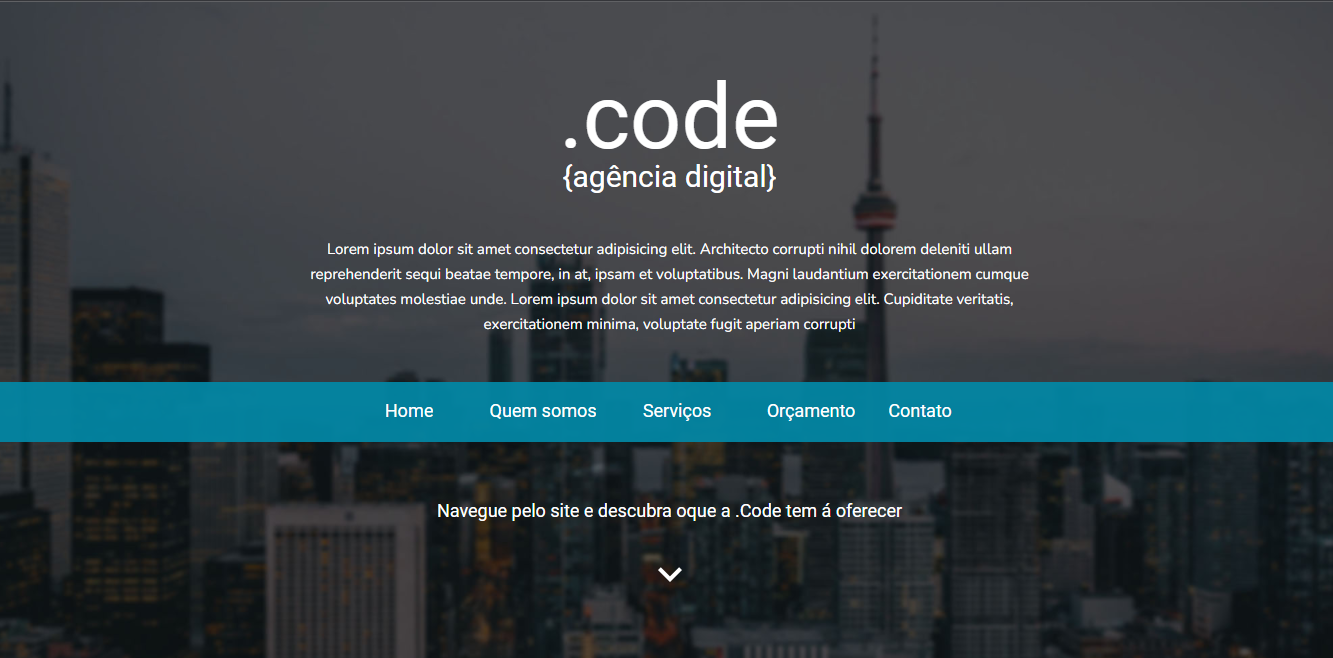 .code
{agência digital}
Lorem ipsum dolor sit amet consectetur adipisicing elit. Architecto corrupti nihil dolorem deleniti ullam
reprehenderit sequi beatae tempore, in at, ipsam et voluptatibus. Magni laudantium exercitationem cumque
voluptates molestiae unde. Lorem ipsum dolor sit amet consectetur adipisicing elit. Cupiditate veritatis,
exercitationem minima, voluptate fugit aperiam corrupti
Home Quem somos Serviços Orçamento Contato
Navegue pelo site e descubra oque a .Code tem á oferecer